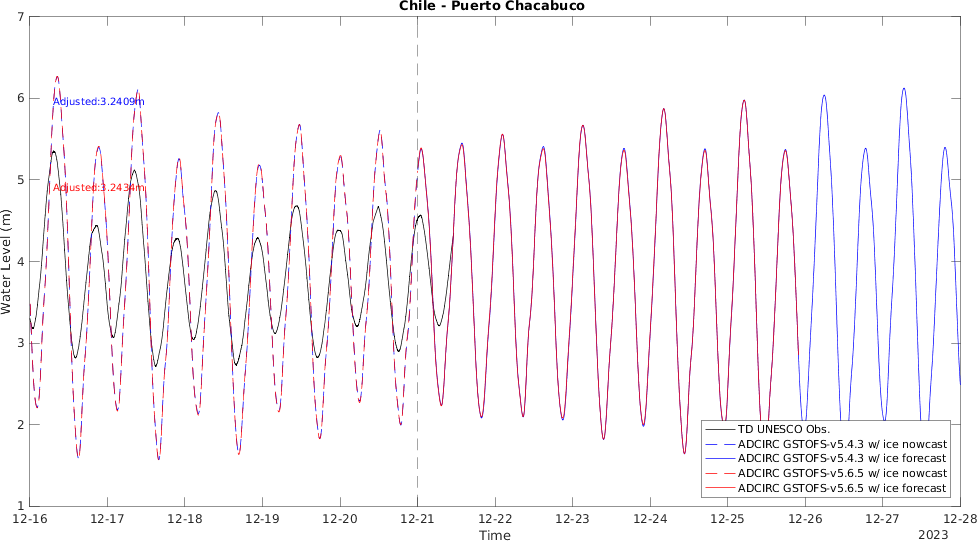 Chile - Puerto Chacabuco
7
6
5
4
3
2
1
Water Level (m)
Adjusted:3.2409m
Adjusted:3.2434m
TD UNESCO Obs.
ADCIRC GSTOFS-v5.4.3 w/ ice nowcast
ADCIRC GSTOFS-v5.4.3 w/ ice forecast
ADCIRC GSTOFS-v5.6.5 w/ ice nowcast
ADCIRC GSTOFS-v5.6.5 w/ ice forecast
12-16 12-17 12-18 12-19 12-20 12-21 12-22 12-23 12-24 12-25 12-26 12-27 12-28
Time
2023